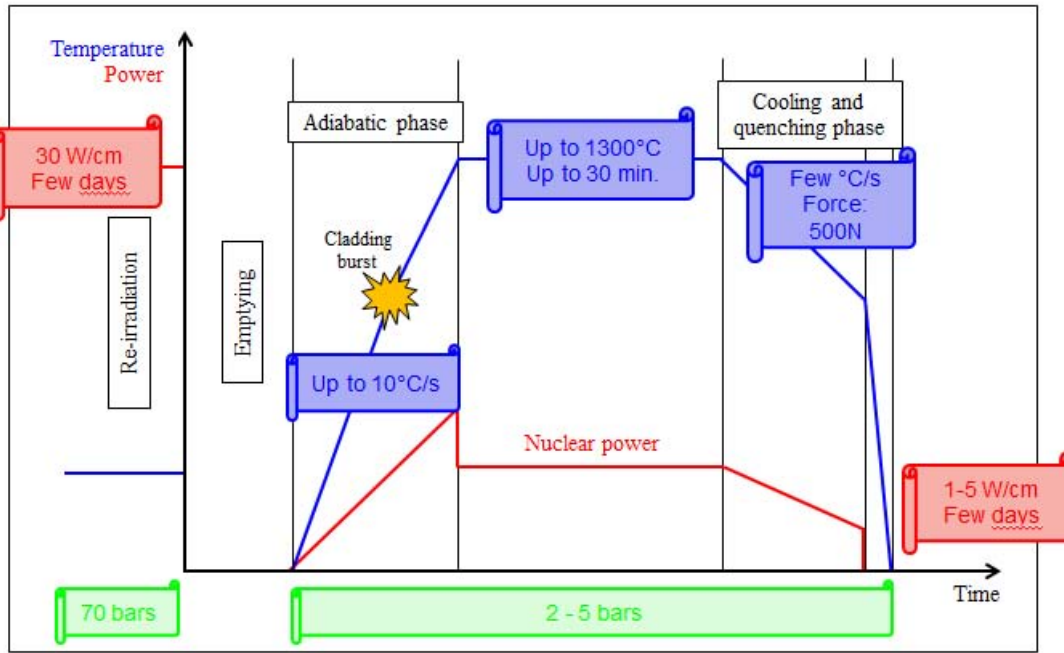 Temperature
Power
30 W/cm
Few days
Re-irradiation
Emptying
Adiabatic phase
Cladding
burst
Up to 10°C/s
Up to 1300°C
Up to 30 min.
Cooling and
quenching phase
Few °C/s
Force:
500N
Nuclear power
1-5 W/cm
Few days
Time
70 bars
2 - 5 bars